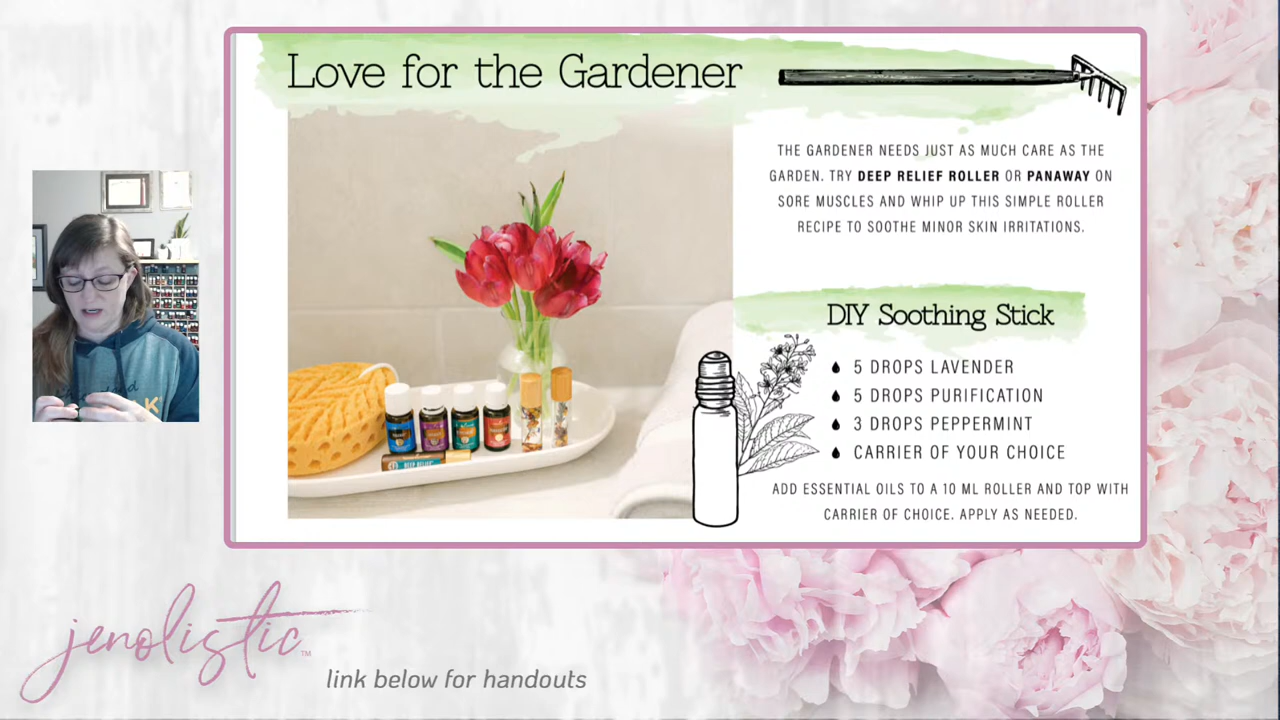 Love for the Gardener
THE GARDENER NEEDS JUST AS MUCH CARE AS THE
GARDEN. TRY DEEP RELIEF ROLLER OR PANAWAY ON
SORE MUSCLES AND WHIP UP THIS SIMPLE ROLLER
RECIPE TO SOOTHE MINOR SKIN IRRITATIONS.
DIY Soothing Stick
5 DROPS LAVENDER
5 DROPS PURIFICATION
3 DROPS PEPPERMINT
CARRIER OF YOUR CHOICE
ADD ESSENTIAL OILS TO A 10 ML ROLLER AND TOP WITH
CARRIER OF CHOICE. APPLY AS NEEDED.
DEEP RELIEF
jenolistic™
link below for handouts